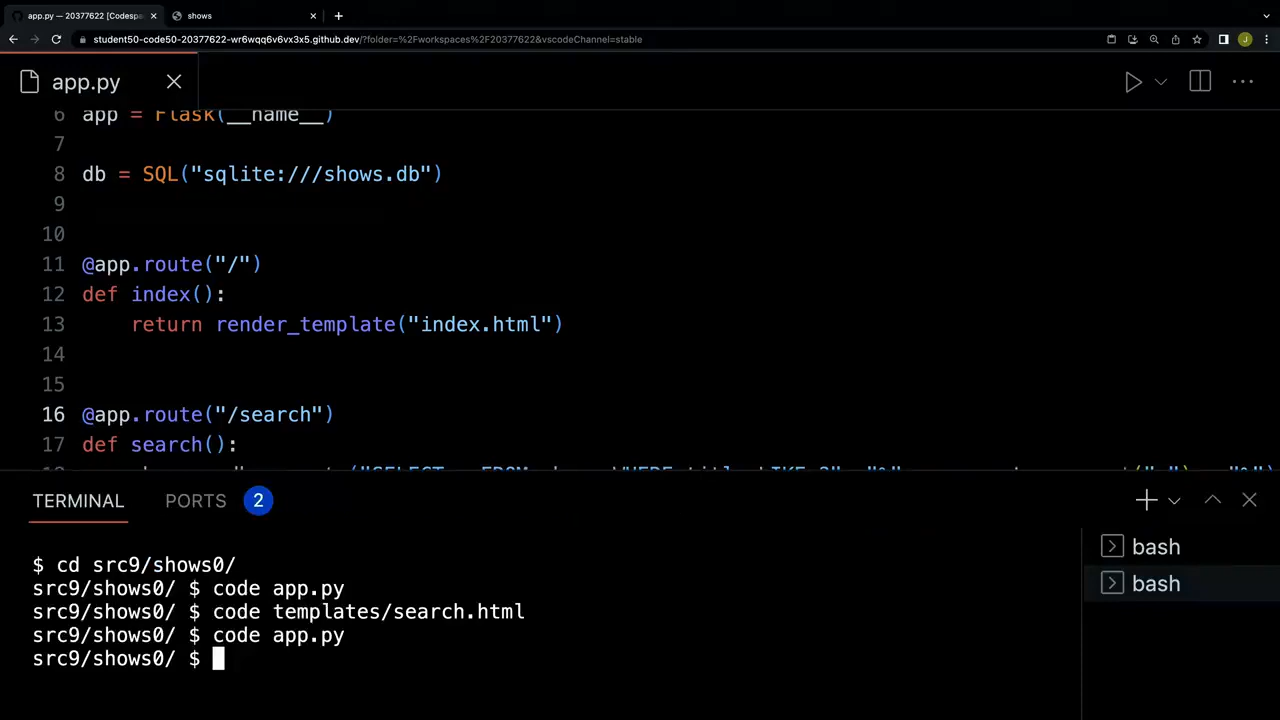 app.py — 20377622 [Codespa
shows
student50-code50-20377622-wr6wqq6v6vx3x5.github.dev/?folder=%2Fworkspaces%2F20377622&vscodeChannel=stable
J
app.py
6 app = Flask(__name__)
7
8 db = SQL("sqlite:///shows.db")
9
10
11 @app.route("/")
12 def index():
13 return render_template("index.html")
14
15
16 @app.route("/search")
17 def search():
TERMINAL PORTS 2
$ cd src9/shows0/
src9/shows0/ $ code app.py
src9/shows0/ $ code templates/search.html
src9/shows0/ $ code app.py
src9/shows0/ $
bash
bash